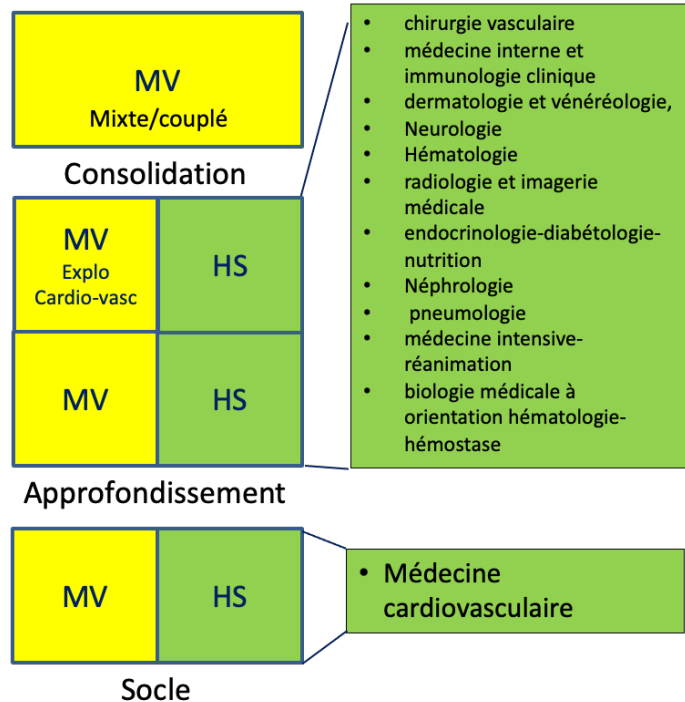 MV
Mixte/couplé
Consolidation
MV
Explo
Cardio-vasc
HS
MV
HS
Approfondissement
MV
HS
Socle
• chirurgie vasculaire
• médecine interne et
immunologie clinique
• dermatologie et vénéréologie,
• Neurologie
• Hématologie
• radiologie et imagerie
médicale
• endocrinologie-diabétologie-
nutrition
• Néphrologie
• pneumologie
• médecine intensive-
réanimation
• biologie médicale à
orientation hématologie-
hémostase
• Médecine
cardiovasculaire